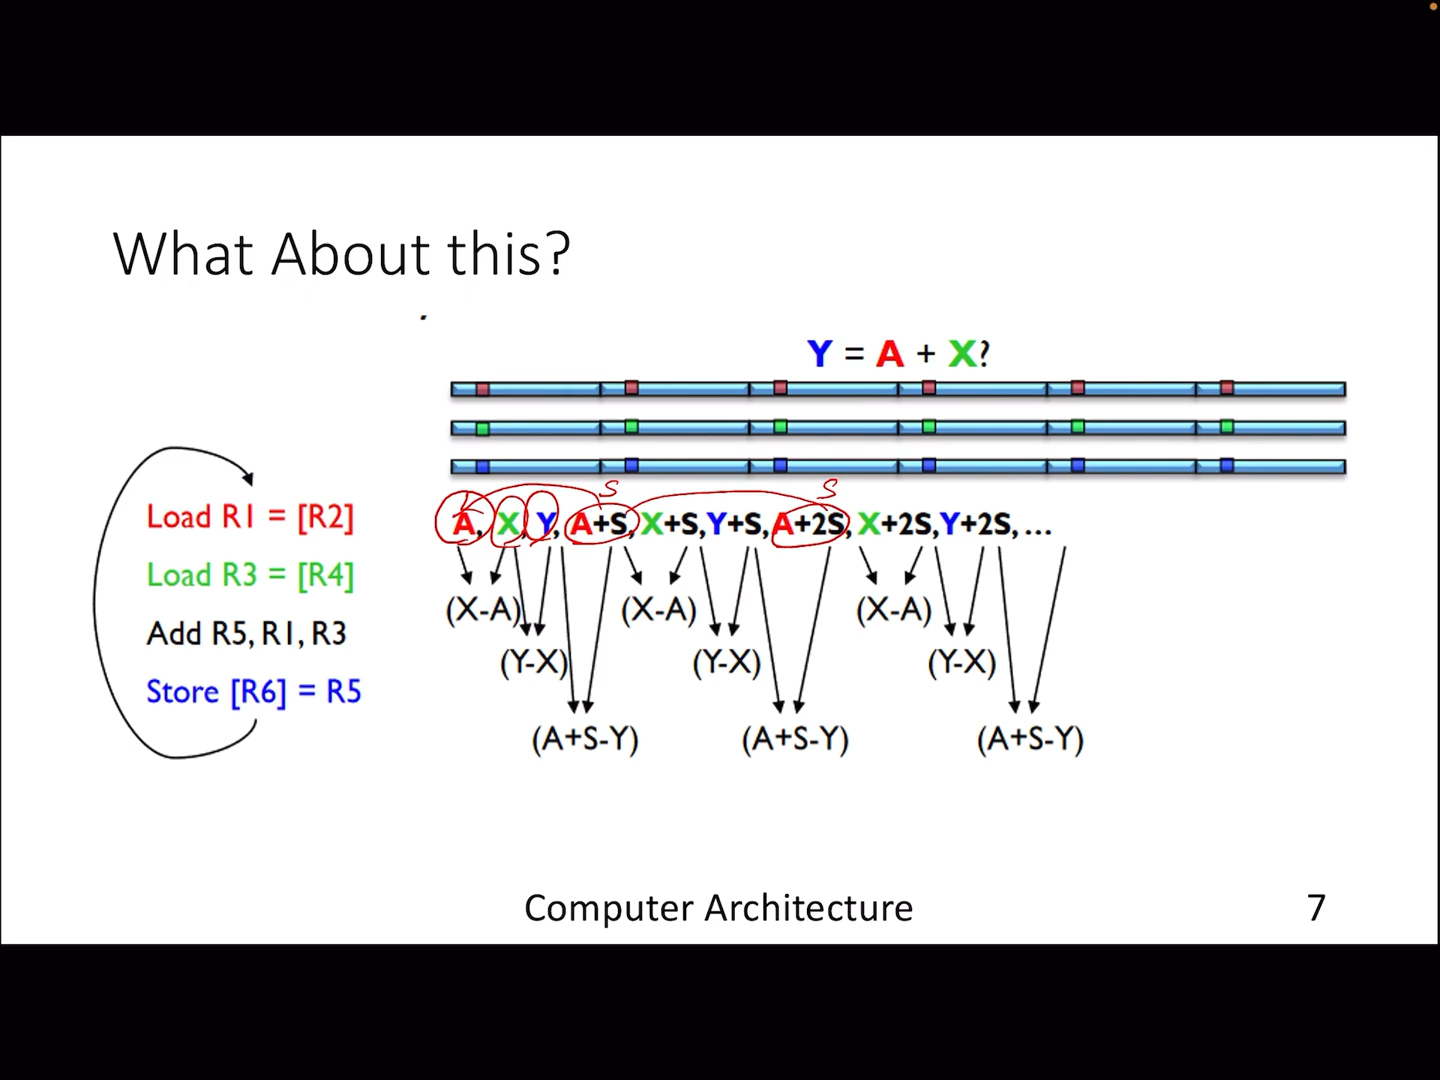 What About this?
Y = A + X?
Load R1 = [R2]
Load R3 = [R4]
Add R5, R1, R3
Store [R6] = R5
S S
A, X, Y, A+S, X+S, Y+S, A+2S, X+2S, Y+2S, ...
(X-A) (X-A) (X-A)
(Y-X) (Y-X) (Y-X)
(A+S-Y) (A+S-Y) (A+S-Y)
Computer Architecture 7